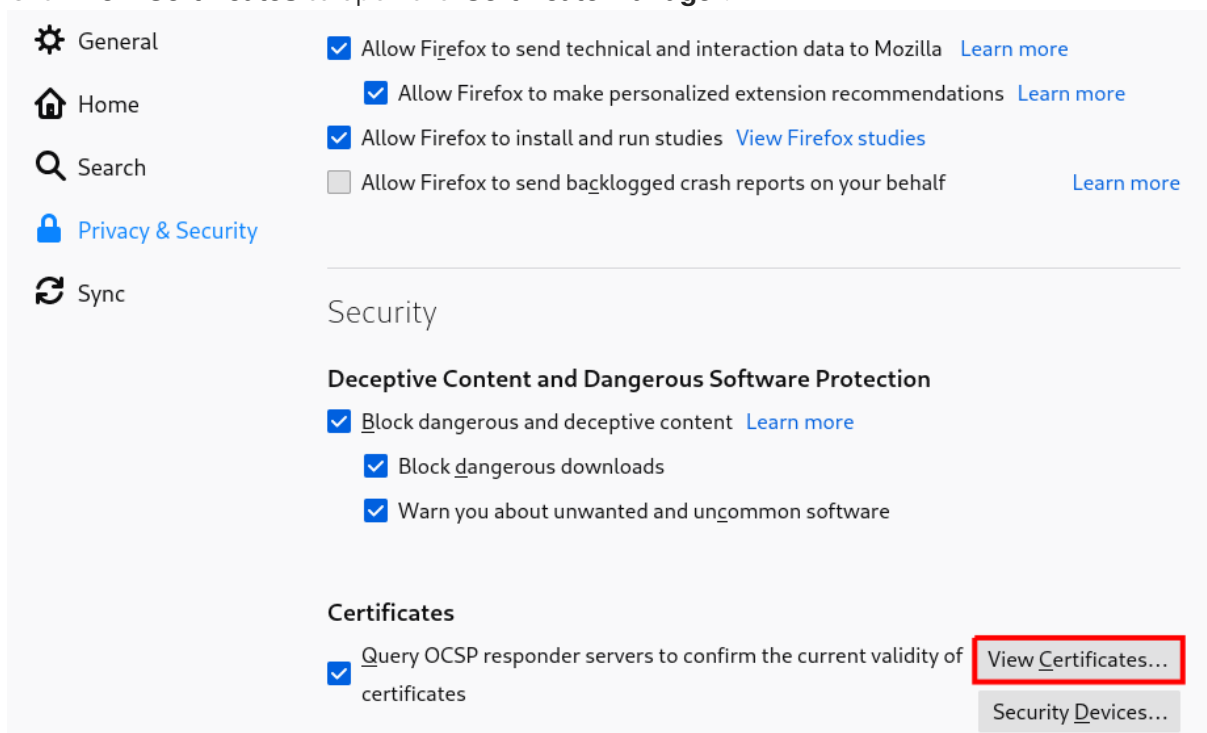 General
Home
Search
Privacy & Security
Sync
Allow Firefox to send technical and interaction data to Mozilla Learn more
Allow Firefox to make personalized extension recommendations Learn more
Allow Firefox to install and run studies View Firefox studies
Allow Firefox to send backlogged crash reports on your behalf Learn more
Security
Deceptive Content and Dangerous Software Protection
Block dangerous and deceptive content Learn more
Block dangerous downloads
Warn you about unwanted and uncommon software
Certificates
Query OCSP responder servers to confirm the current validity of
certificates
View Certificates...
Security Devices...